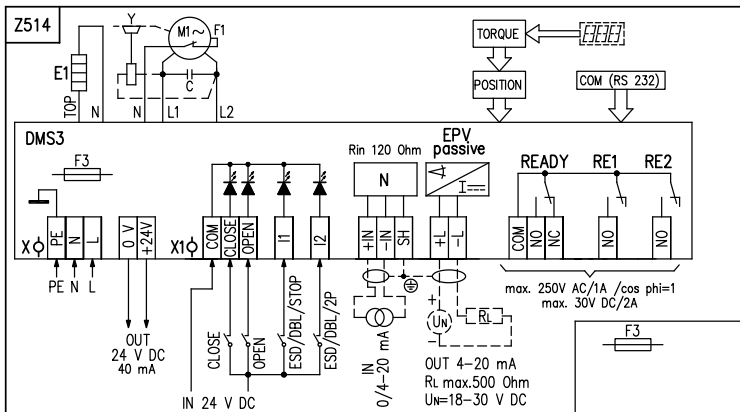 Z514
Y
M1~
F1
E1
C
TOP
N
N
L1
L2
TORQUE
POSITION
COM (RS 232)
DMS3
F3
Rin 120 Ohm
N
EPV
passive
I
READY
RE1
RE2
X
PE
N
L
0 V
+24V
X1
COM
CLOSE
OPEN
I1
I2
+IN
-IN
SH
+L
-L
COM
NO
NC
NO
NO
PE N L
OUT
24 V DC
40 mA
CLOSE
OPEN
ESD/DBL/STOP
ESD/DBL/2P
IN 24 V DC
IN
0/4-20 mA
+
UN
-
RL
OUT 4-20 mA
RL max.500 Ohm
UN=18-30 V DC
max. 250V AC/1A /cos phi=1
max. 30V DC/2A
F3